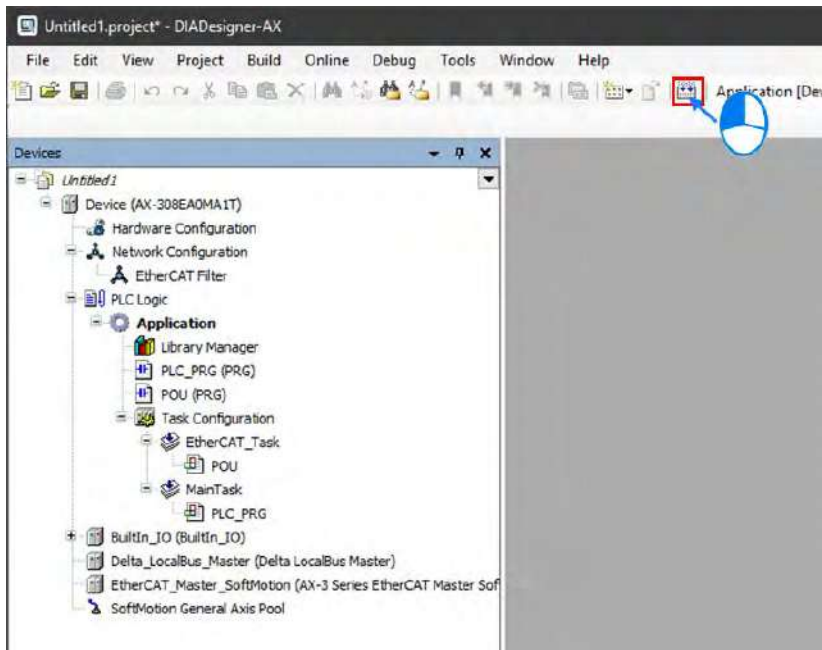 Untitled1.project* - DIADesigner-AX
File Edit View Project Build Online Debug Tools Window Help
Application [De
Devices
Untitled1
Device (AX-308EA0MA1T)
Hardware Configuration
Network Configuration
EtherCAT Filter
PLC Logic
Application
Library Manager
PLC_PRG (PRG)
POU (PRG)
Task Configuration
EtherCAT_Task
POU
MainTask
PLC_PRG
BuiltIn_IO (BuiltIn_IO)
Delta_LocalBus_Master (Delta LocalBus Master)
EtherCAT_Master_SoftMotion (AX-3 Series EtherCAT Master Sof
SoftMotion General Axis Pool